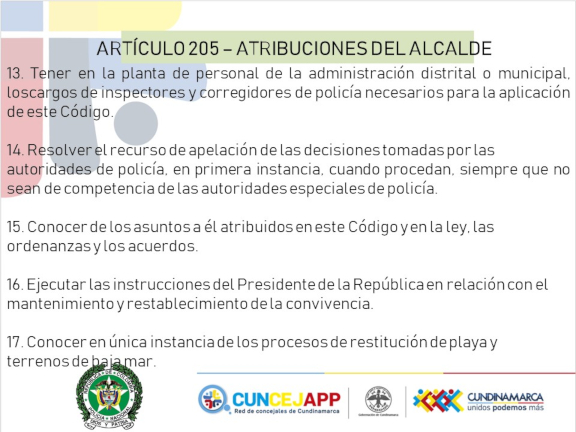 ARTÍCULO 205 – ATRIBUCIONES DEL ALCALDE
13. Tener en la planta de personal de la administración distrital o municipal,
loscargos de inspectores y corregidores de policía necesarios para la aplicación
de este Código.
14. Resolver el recurso de apelación de las decisiones tomadas por las
autoridades de policía, en primera instancia, cuando procedan, siempre que no
sean de competencia de las autoridades especiales de policía.
15. Conocer de los asuntos a él atribuidos en este Código y en la ley, las
ordenanzas y los acuerdos.
16. Ejecutar las instrucciones del Presidente de la República en relación con el
mantenimiento y restablecimiento de la convivencia.
17. Conocer en única instancia de los procesos de restitución de playa y
terrenos de baja mar.
CUNCEJAPP
Red de concejales de Cundinamarca
CUNDINAMARCA
unidos podemos más